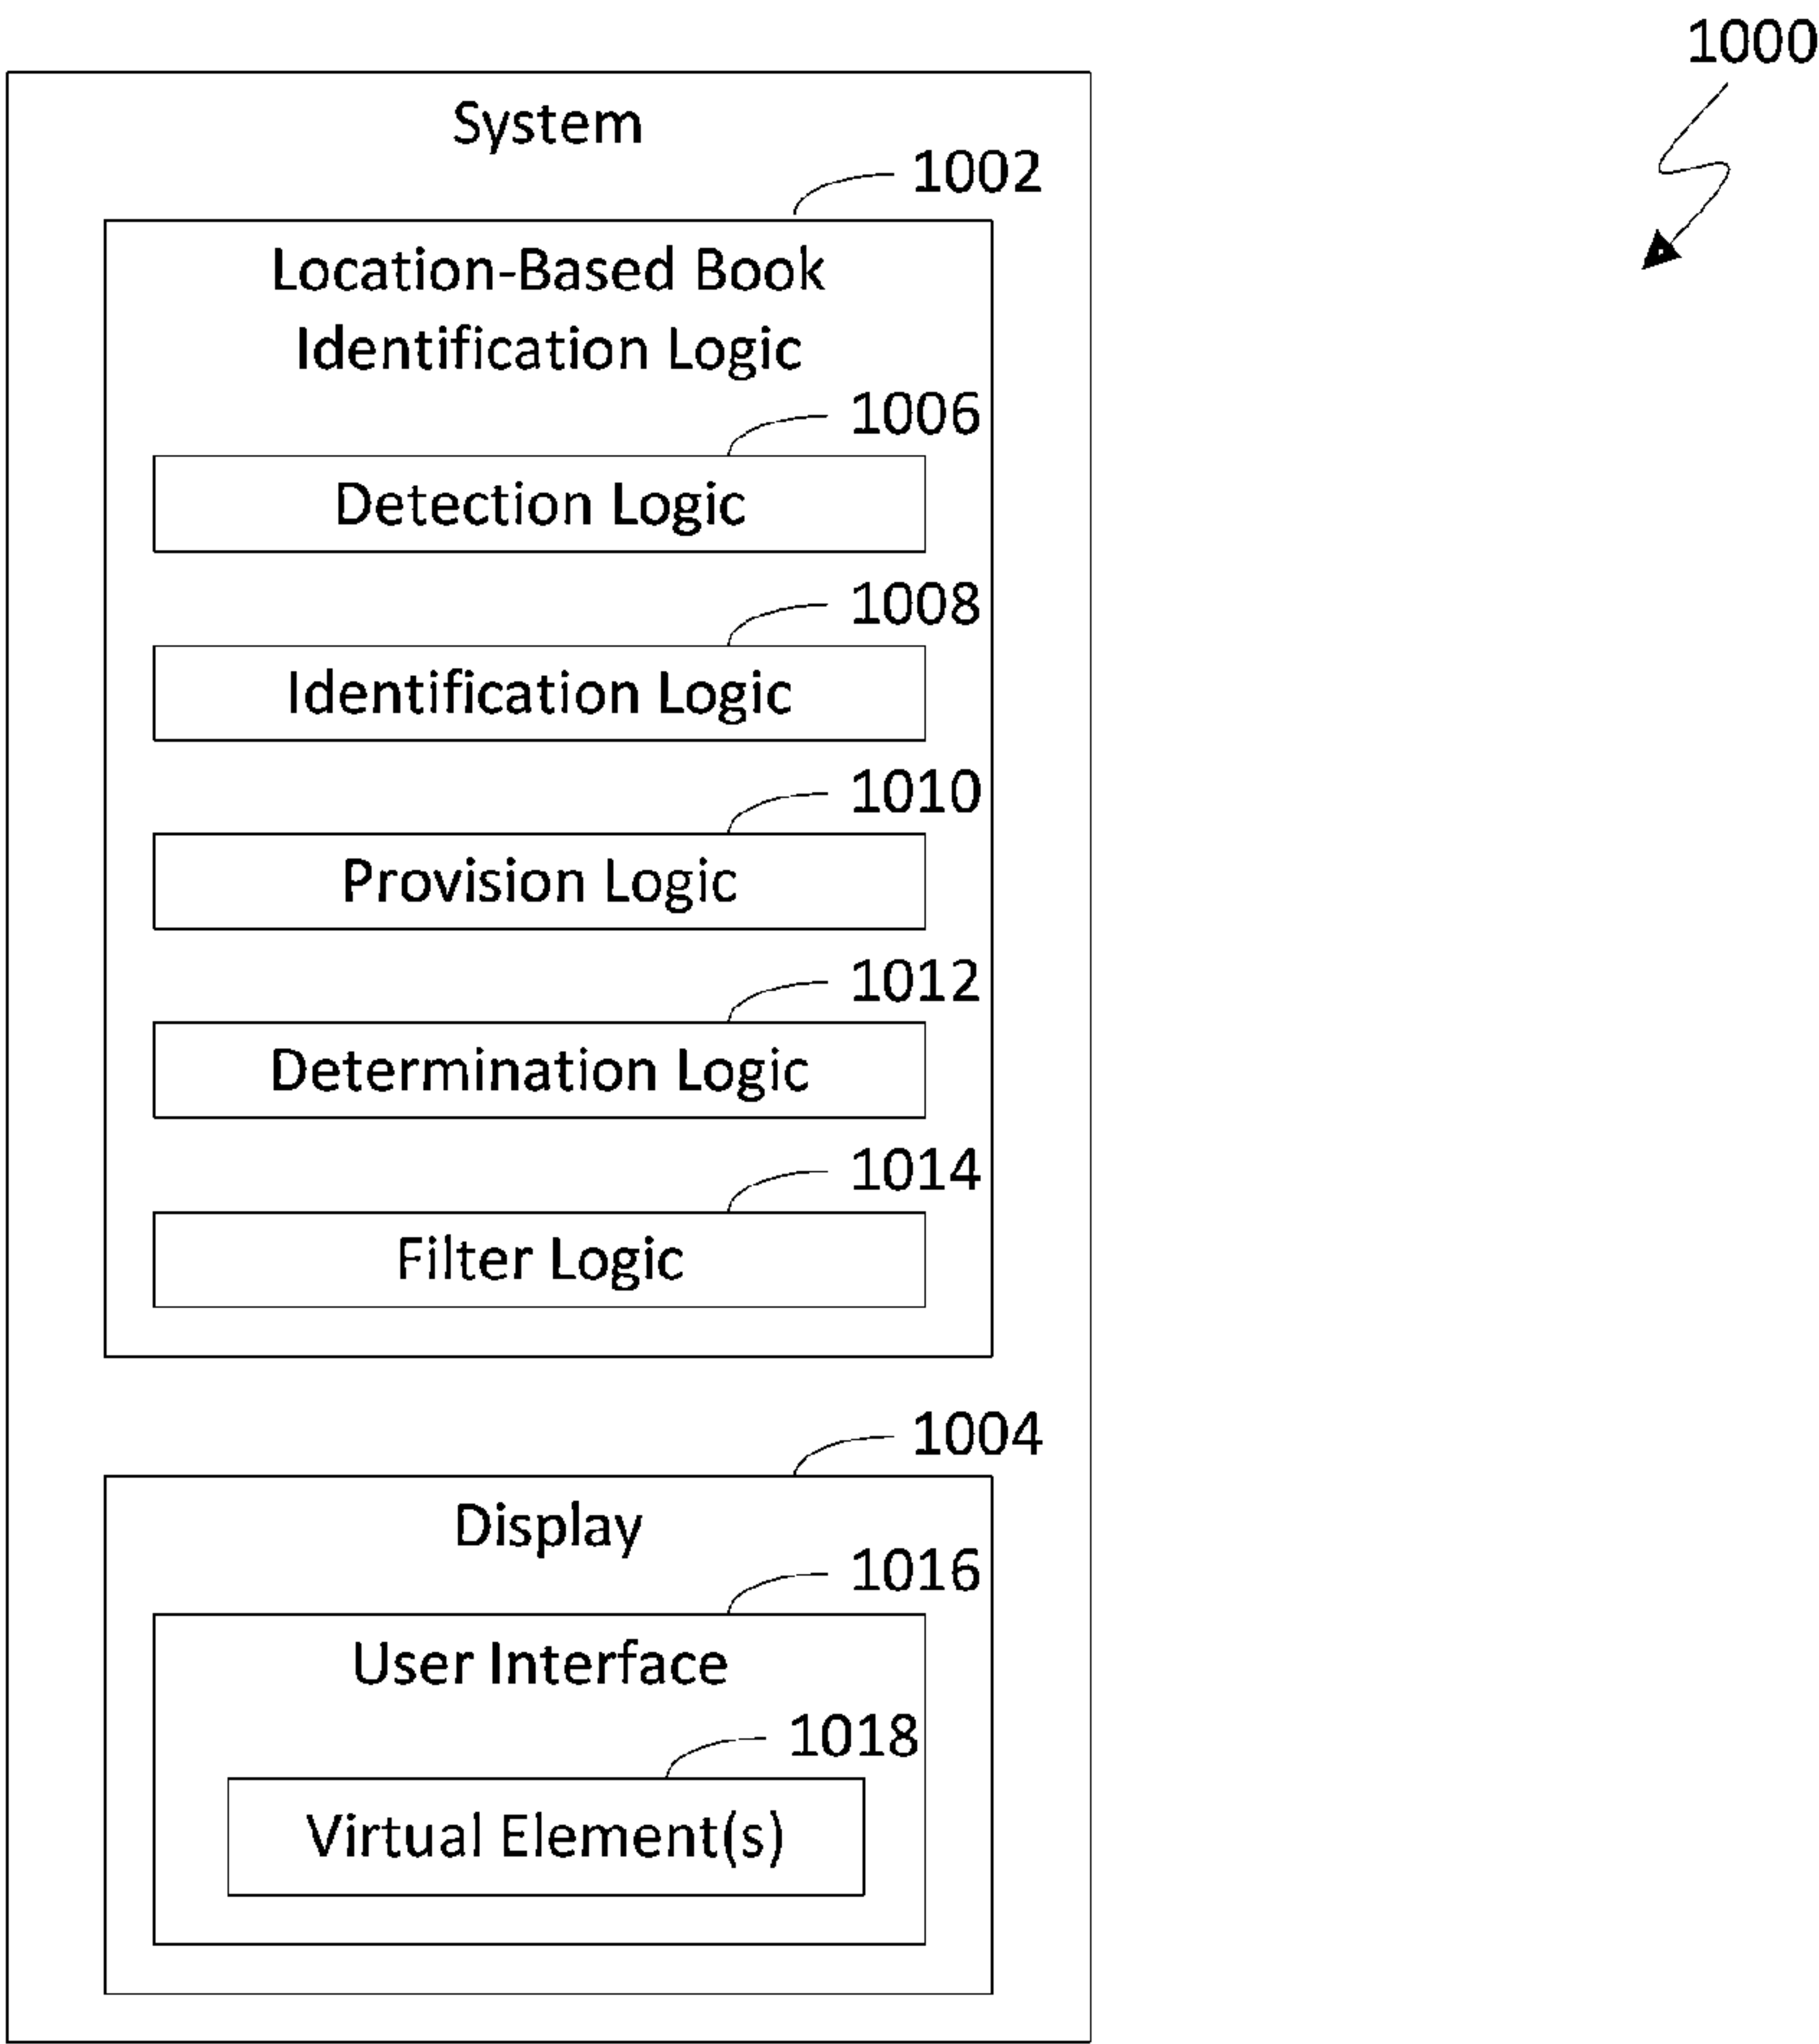 1000
System
1002
Location-Based Book
Identification Logic
1006
Detection Logic
1008
Identification Logic
1010
Provision Logic
1012
Determination Logic
1014
Filter Logic
1004
Display
1016
User Interface
1018
Virtual Element(s)